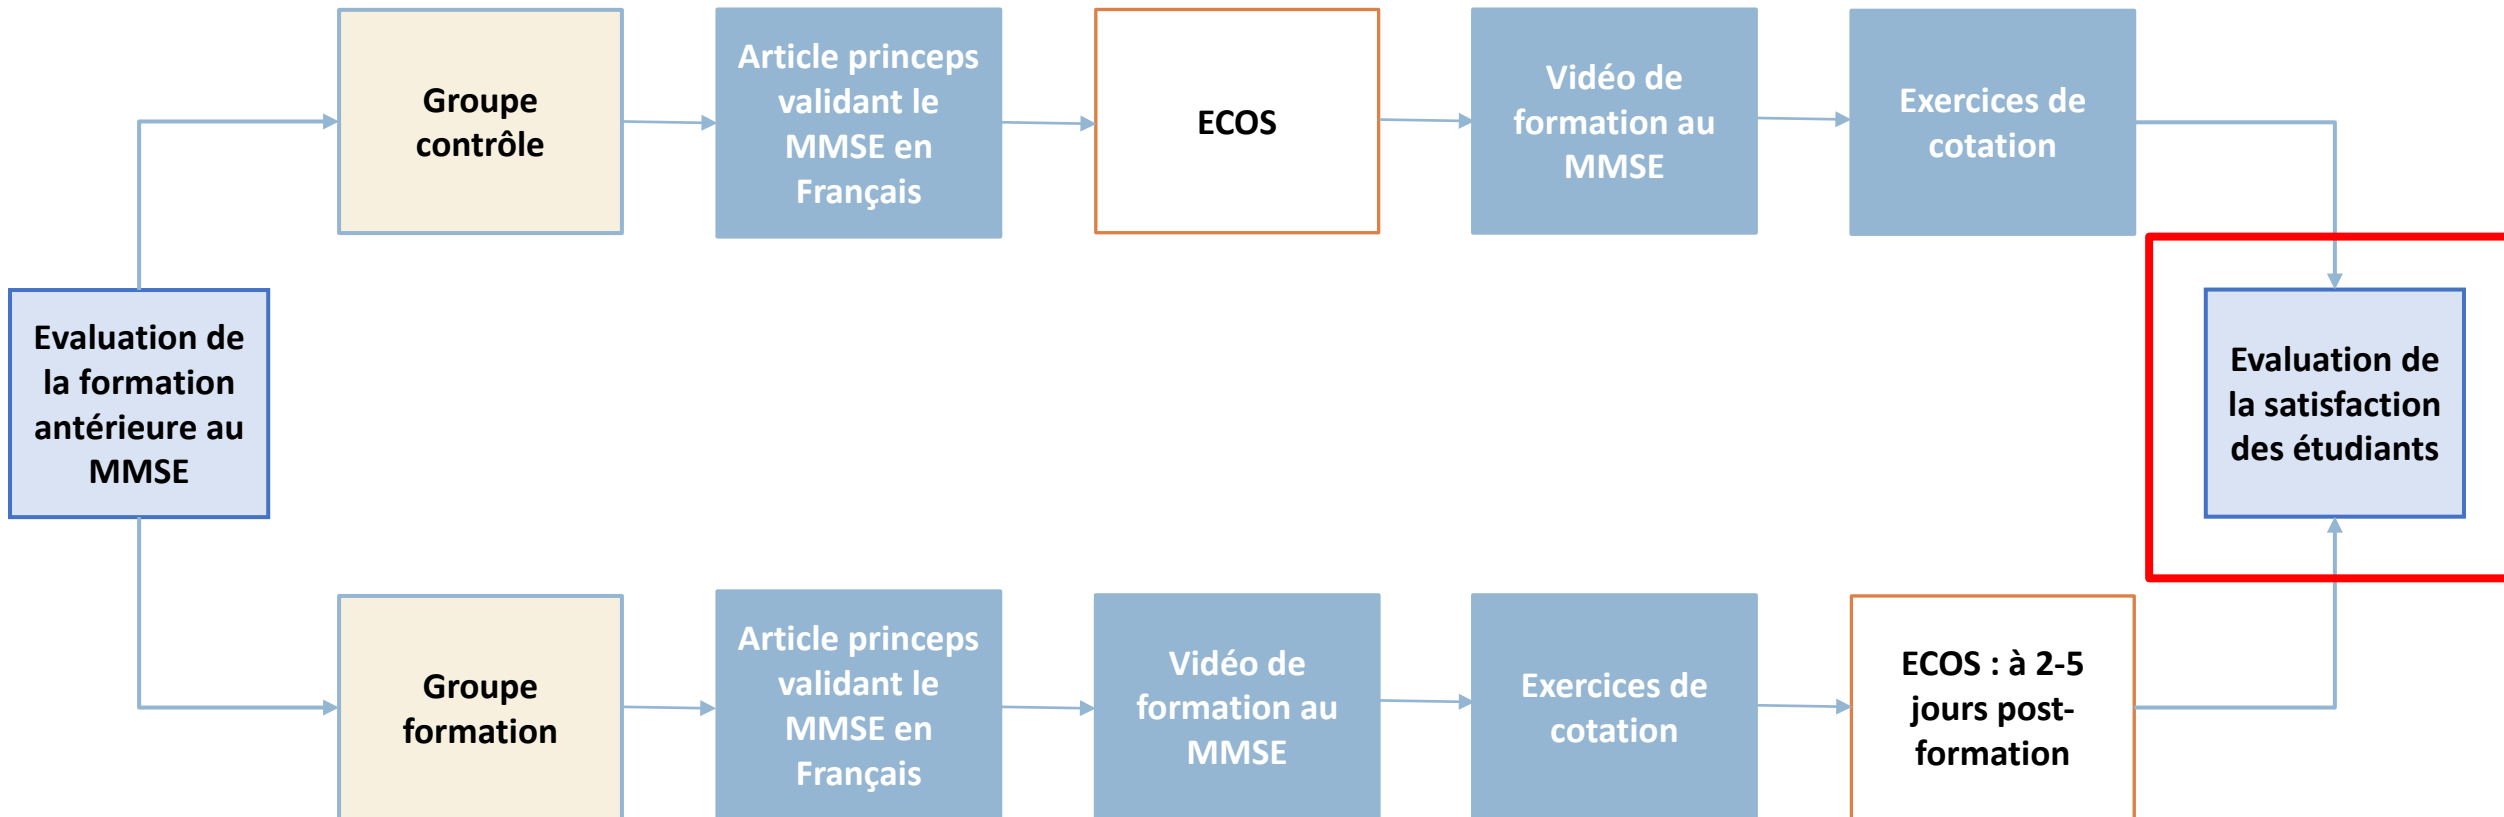 Groupe
contrôle
Article princeps
validant le
MMSE en
Français
ECOS
Vidéo de
formation au
MMSE
Exercices de
cotation
Evaluation de
la formation
antérieure au
MMSE
Evaluation de
la satisfaction
des étudiants
Groupe
formation
Article princeps
validant le
MMSE en
Français
Vidéo de
formation au
MMSE
Exercices de
cotation
ECOS : à 2-5
jours post-
formation